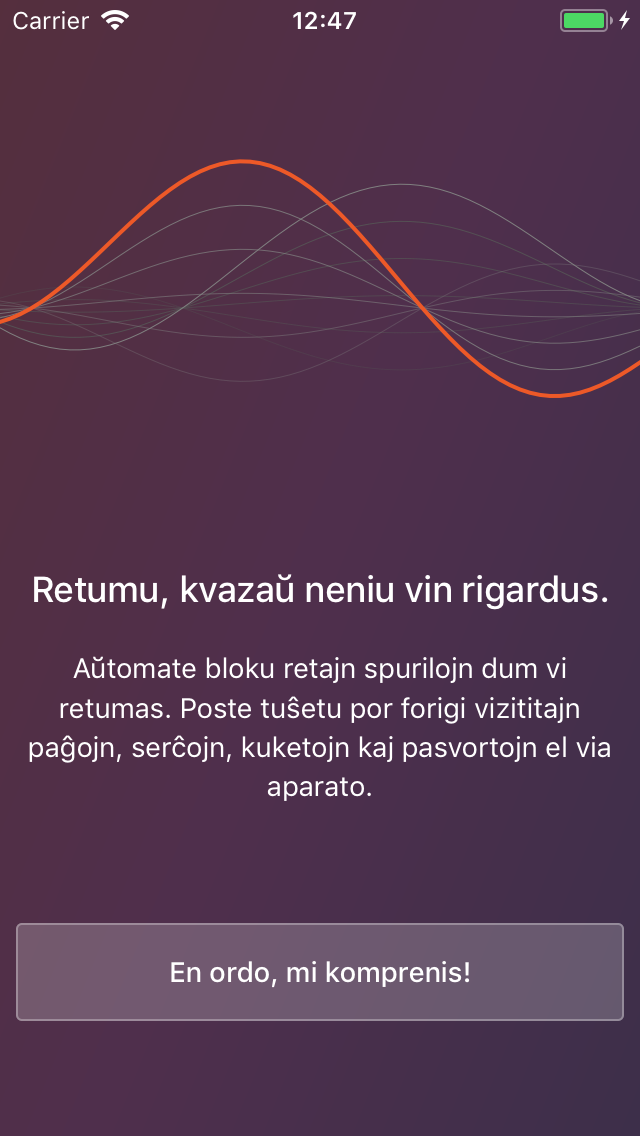 Carrier 12:47
Retumu, kvazaŭ neniu vin rigardus.
Aŭtomate bloku retajn spurilojn dum vi
retumas. Poste tuŝetu por forigi vizititajn
paĝojn, serĉojn, kuketojn kaj pasvortojn el via
aparato.
En ordo, mi komprenis!